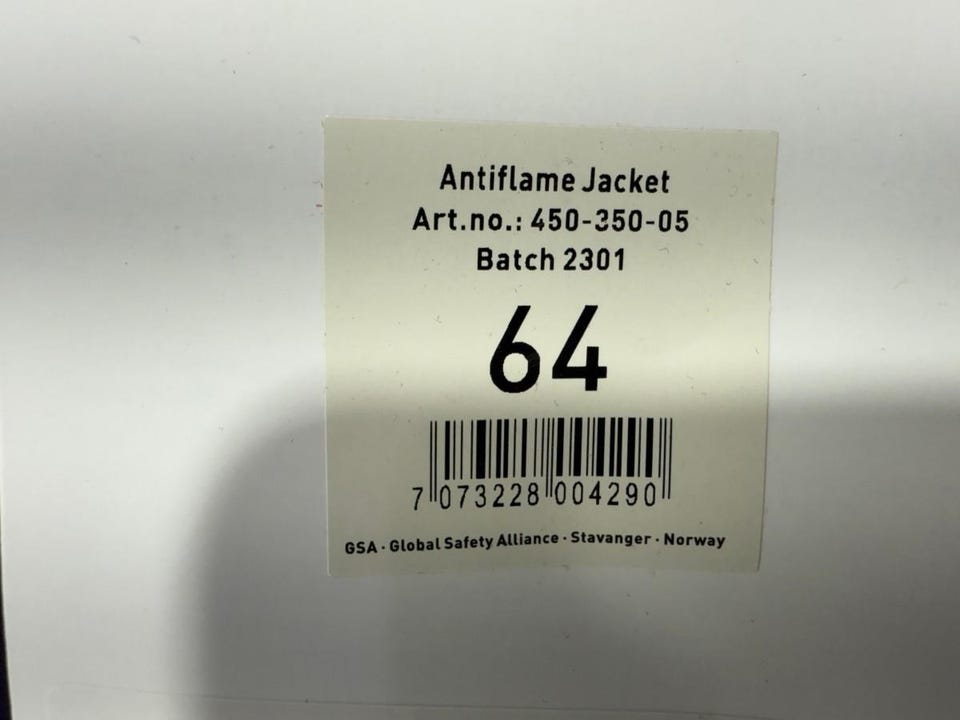 Antiflame Jacket
Art.no.: 450-350-05
Batch 2301
64
7 073228 004290
GSA · Global Safety Alliance · Stavanger · Norway